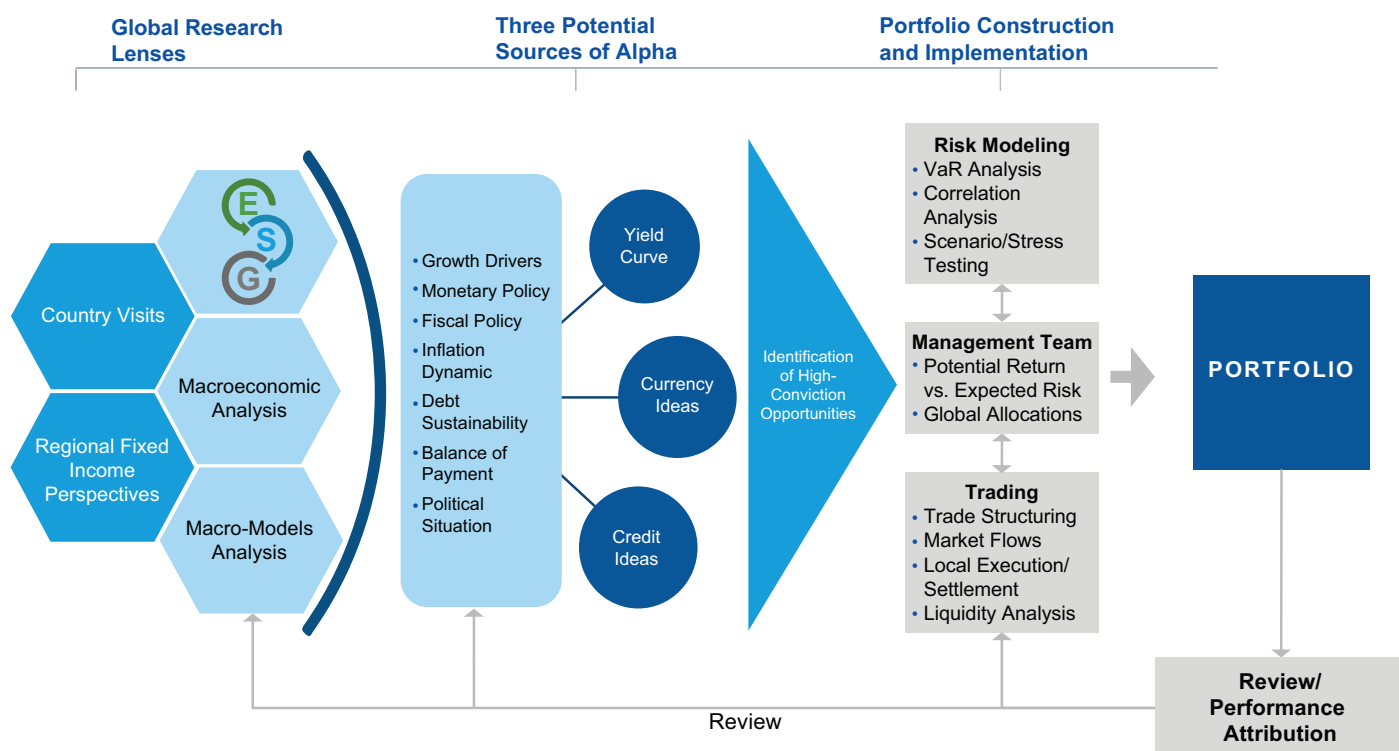 Global Research
Lenses
Three Potential
Sources of Alpha
Portfolio Construction
and Implementation
E
S
G
Country Visits
Macroeconomic
Analysis
Regional Fixed
Income
Perspectives
Macro-Models
Analysis
• Growth Drivers
• Monetary Policy
• Fiscal Policy
• Inflation
Dynamic
• Debt
Sustainability
• Balance of
Payment
• Political
Situation
Yield
Curve
Currency
Ideas
Credit
Ideas
Identification
of High-
Conviction
Opportunities
Risk Modeling
• VaR Analysis
• Correlation
Analysis
• Scenario/Stress
Testing
Management Team
• Potential Return
vs. Expected Risk
• Global Allocations
Trading
• Trade Structuring
• Market Flows
• Local Execution/
Settlement
• Liquidity Analysis
PORTFOLIO
Review/
Performance
Attribution
Review